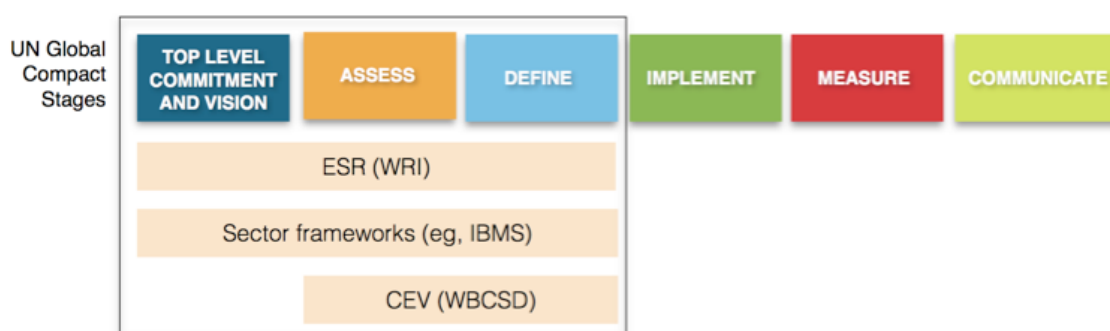 UN Global
Compact
Stages
TOP LEVEL
COMMITMENT
AND VISION
ASSESS
DEFINE
IMPLEMENT
MEASURE
COMMUNICATE
ESR (WRI)
Sector frameworks (eg, IBMS)
CEV (WBCSD)